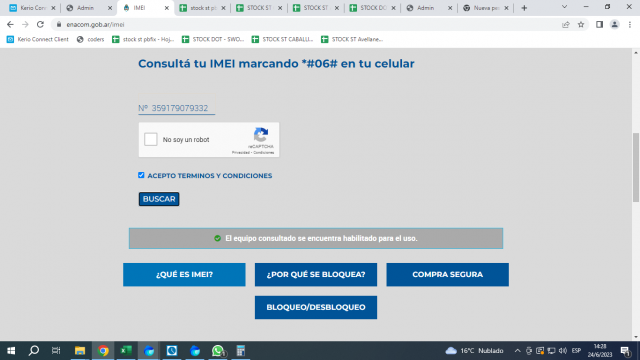 Kerio Connect Client
Admin
IMEI
stock st pbfix
stock st
STOCK ST
STOCK DO
Admin
Nueva pe
enacom.gob.ar/imei
Kerio Connect Client
coders
stock st pbfix - Hoj...
STOCK DOT - SWO...
STOCK ST CABALLI...
STOCK ST Avellane...
Consultá tu IMEI marcando *#06# en tu celular
Nº 359179079332
No soy un robot
reCAPTCHA
Privacidad - Condiciones
ACEPTO TERMINOS Y CONDICIONES
BUSCAR
El equipo consultado se encuentra habilitado para el uso.
¿QUÉ ES IMEI?
¿POR QUÉ SE BLOQUEA?
COMPRA SEGURA
BLOQUEO/DESBLOQUEO
16°C Nublado
ESP
14:28
24/6/2023